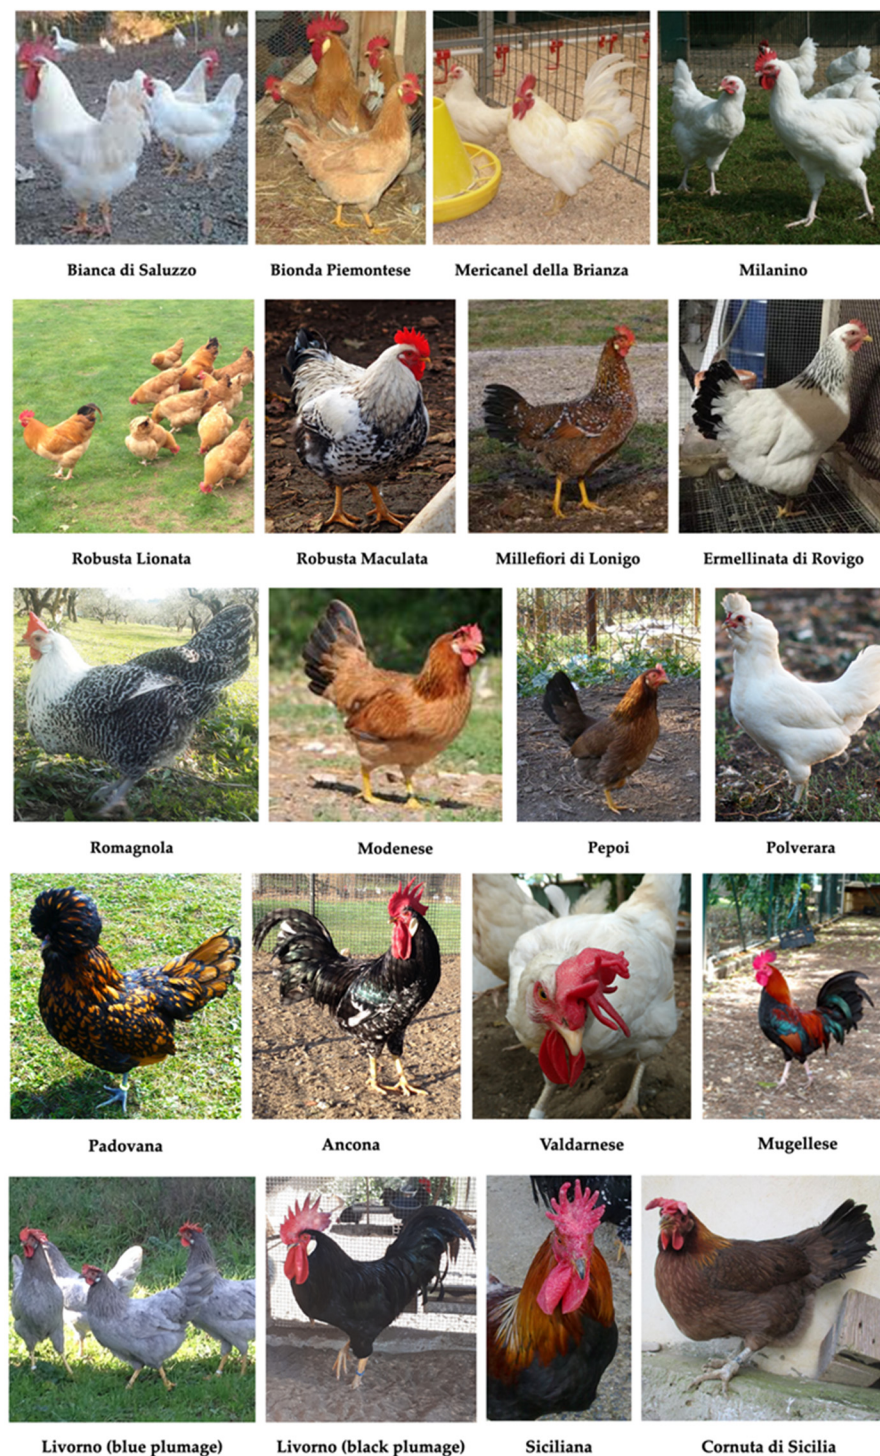 Bianca di Saluzzo
Bionda Piemontese
Mericanel della Brianza
Milanino
Robusta Lionata
Robusta Maculata
Millefiori di Lonigo
Ermellinata di Rovigo
Romagnola
Modenese
Pepoi
Polverara
Padovana
Ancona
Valdarnese
Mugellese
Livorno (blue plumage)
Livorno (black plumage)
Siciliana
Cornuta di Sicilia